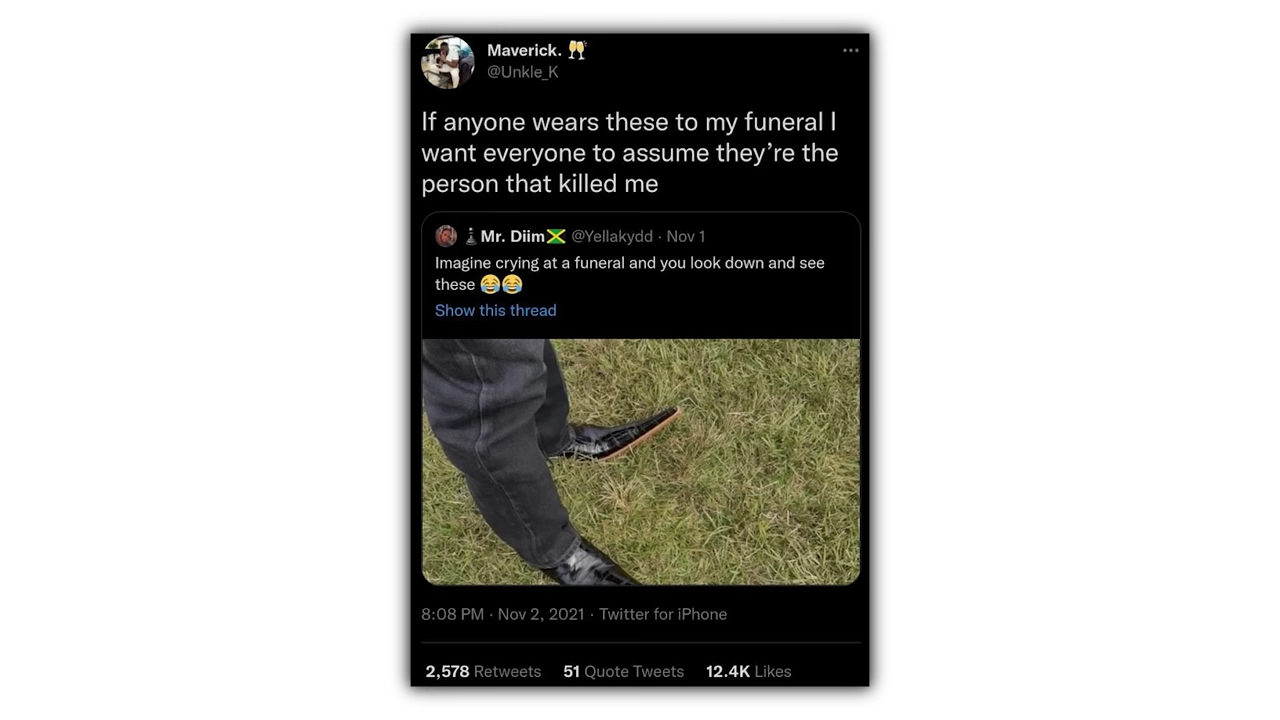 Maverick. 🥂
@Unkle_K
If anyone wears these to my funeral I
want everyone to assume they’re the
person that killed me
Mr. Diim🇯🇲 @Yellakydd · Nov 1
Imagine crying at a funeral and you look down and see
these 😂😂
Show this thread
8:08 PM · Nov 2, 2021 · Twitter for iPhone
2,578 Retweets 51 Quote Tweets 12.4K Likes